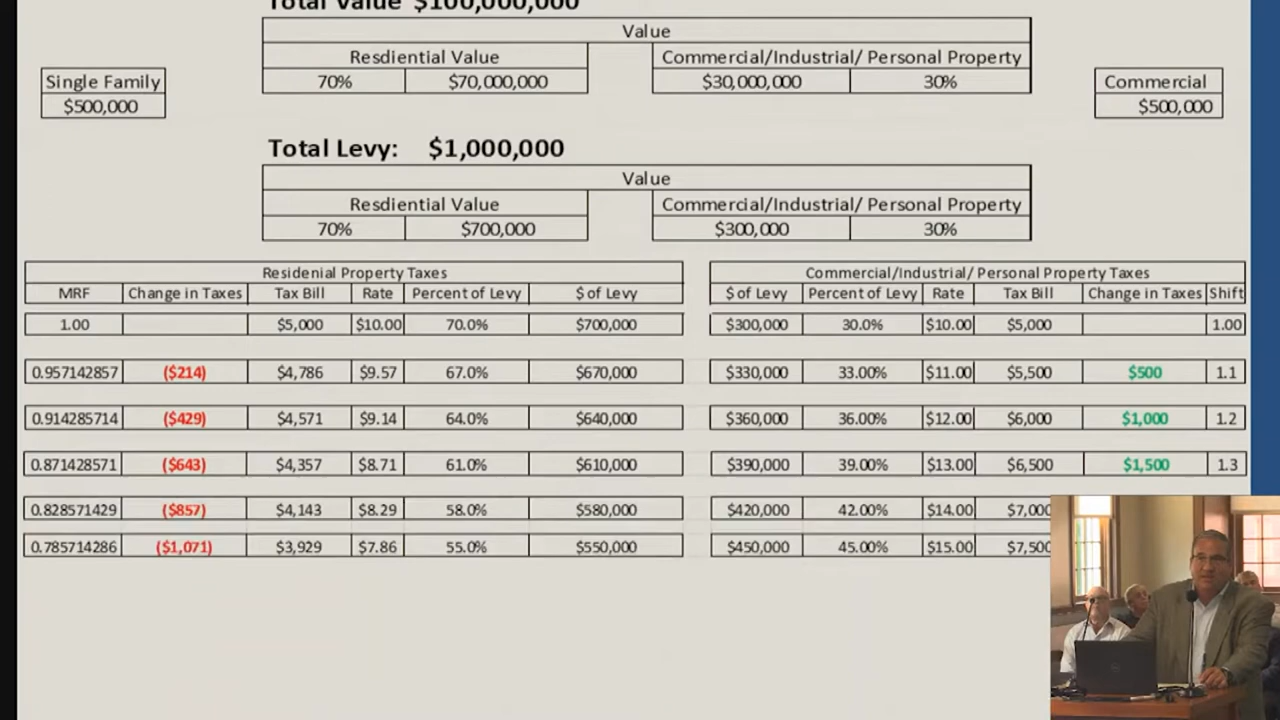 Total Value $100,000,000
Value
Resdiential Value Commercial/Industrial/ Personal Property
70% $70,000,000 $30,000,000 30%
Single Family
$500,000
Commercial
$500,000
Total Levy: $1,000,000
Value
Resdiential Value Commercial/Industrial/ Personal Property
70% $700,000 $300,000 30%
Residenial Property Taxes Commercial/Industrial/ Personal Property Taxes
MRF Change in Taxes Tax Bill Rate Percent of Levy $ of Levy $ of Levy Percent of Levy Rate Tax Bill Change in Taxes Shift
1.00 $5,000 $10.00 70.0% $700,000 $300,000 30.0% $10.00 $5,000 1.00
0.957142857 ($214) $4,786 $9.57 67.0% $670,000 $330,000 33.00% $11.00 $5,500 $500 1.1
0.914285714 ($429) $4,571 $9.14 64.0% $640,000 $360,000 36.00% $12.00 $6,000 $1,000 1.2
0.871428571 ($643) $4,357 $8.71 61.0% $610,000 $390,000 39.00% $13.00 $6,500 $1,500 1.3
0.828571429 ($857) $4,143 $8.29 58.0% $580,000 $420,000 42.00% $14.00 $7,000
0.785714286 ($1,071) $3,929 $7.86 55.0% $550,000 $450,000 45.00% $15.00 $7,500